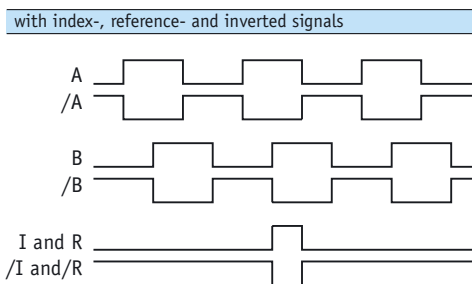 with index-, reference- and inverted signals
A
/A
B
/B
I and R
/I and/R